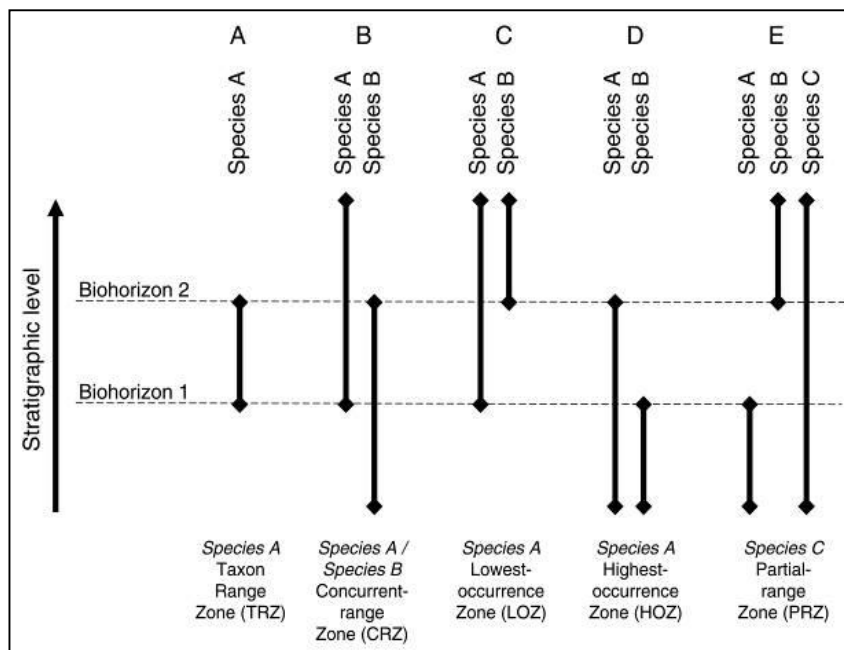 A B C D E
Species A
Species A
Species B
Species A
Species B
Species A
Species B
Species A
Species B
Species C
Stratigraphic level
Biohorizon 2
Biohorizon 1
Species A
Taxon
Range
Zone (TRZ)
Species A /
Species B
Concurrent-
range
Zone (CRZ)
Species A
Lowest-
occurrence
Zone (LOZ)
Species A
Highest-
occurrence
Zone (HOZ)
Species C
Partial-
range
Zone (PRZ)